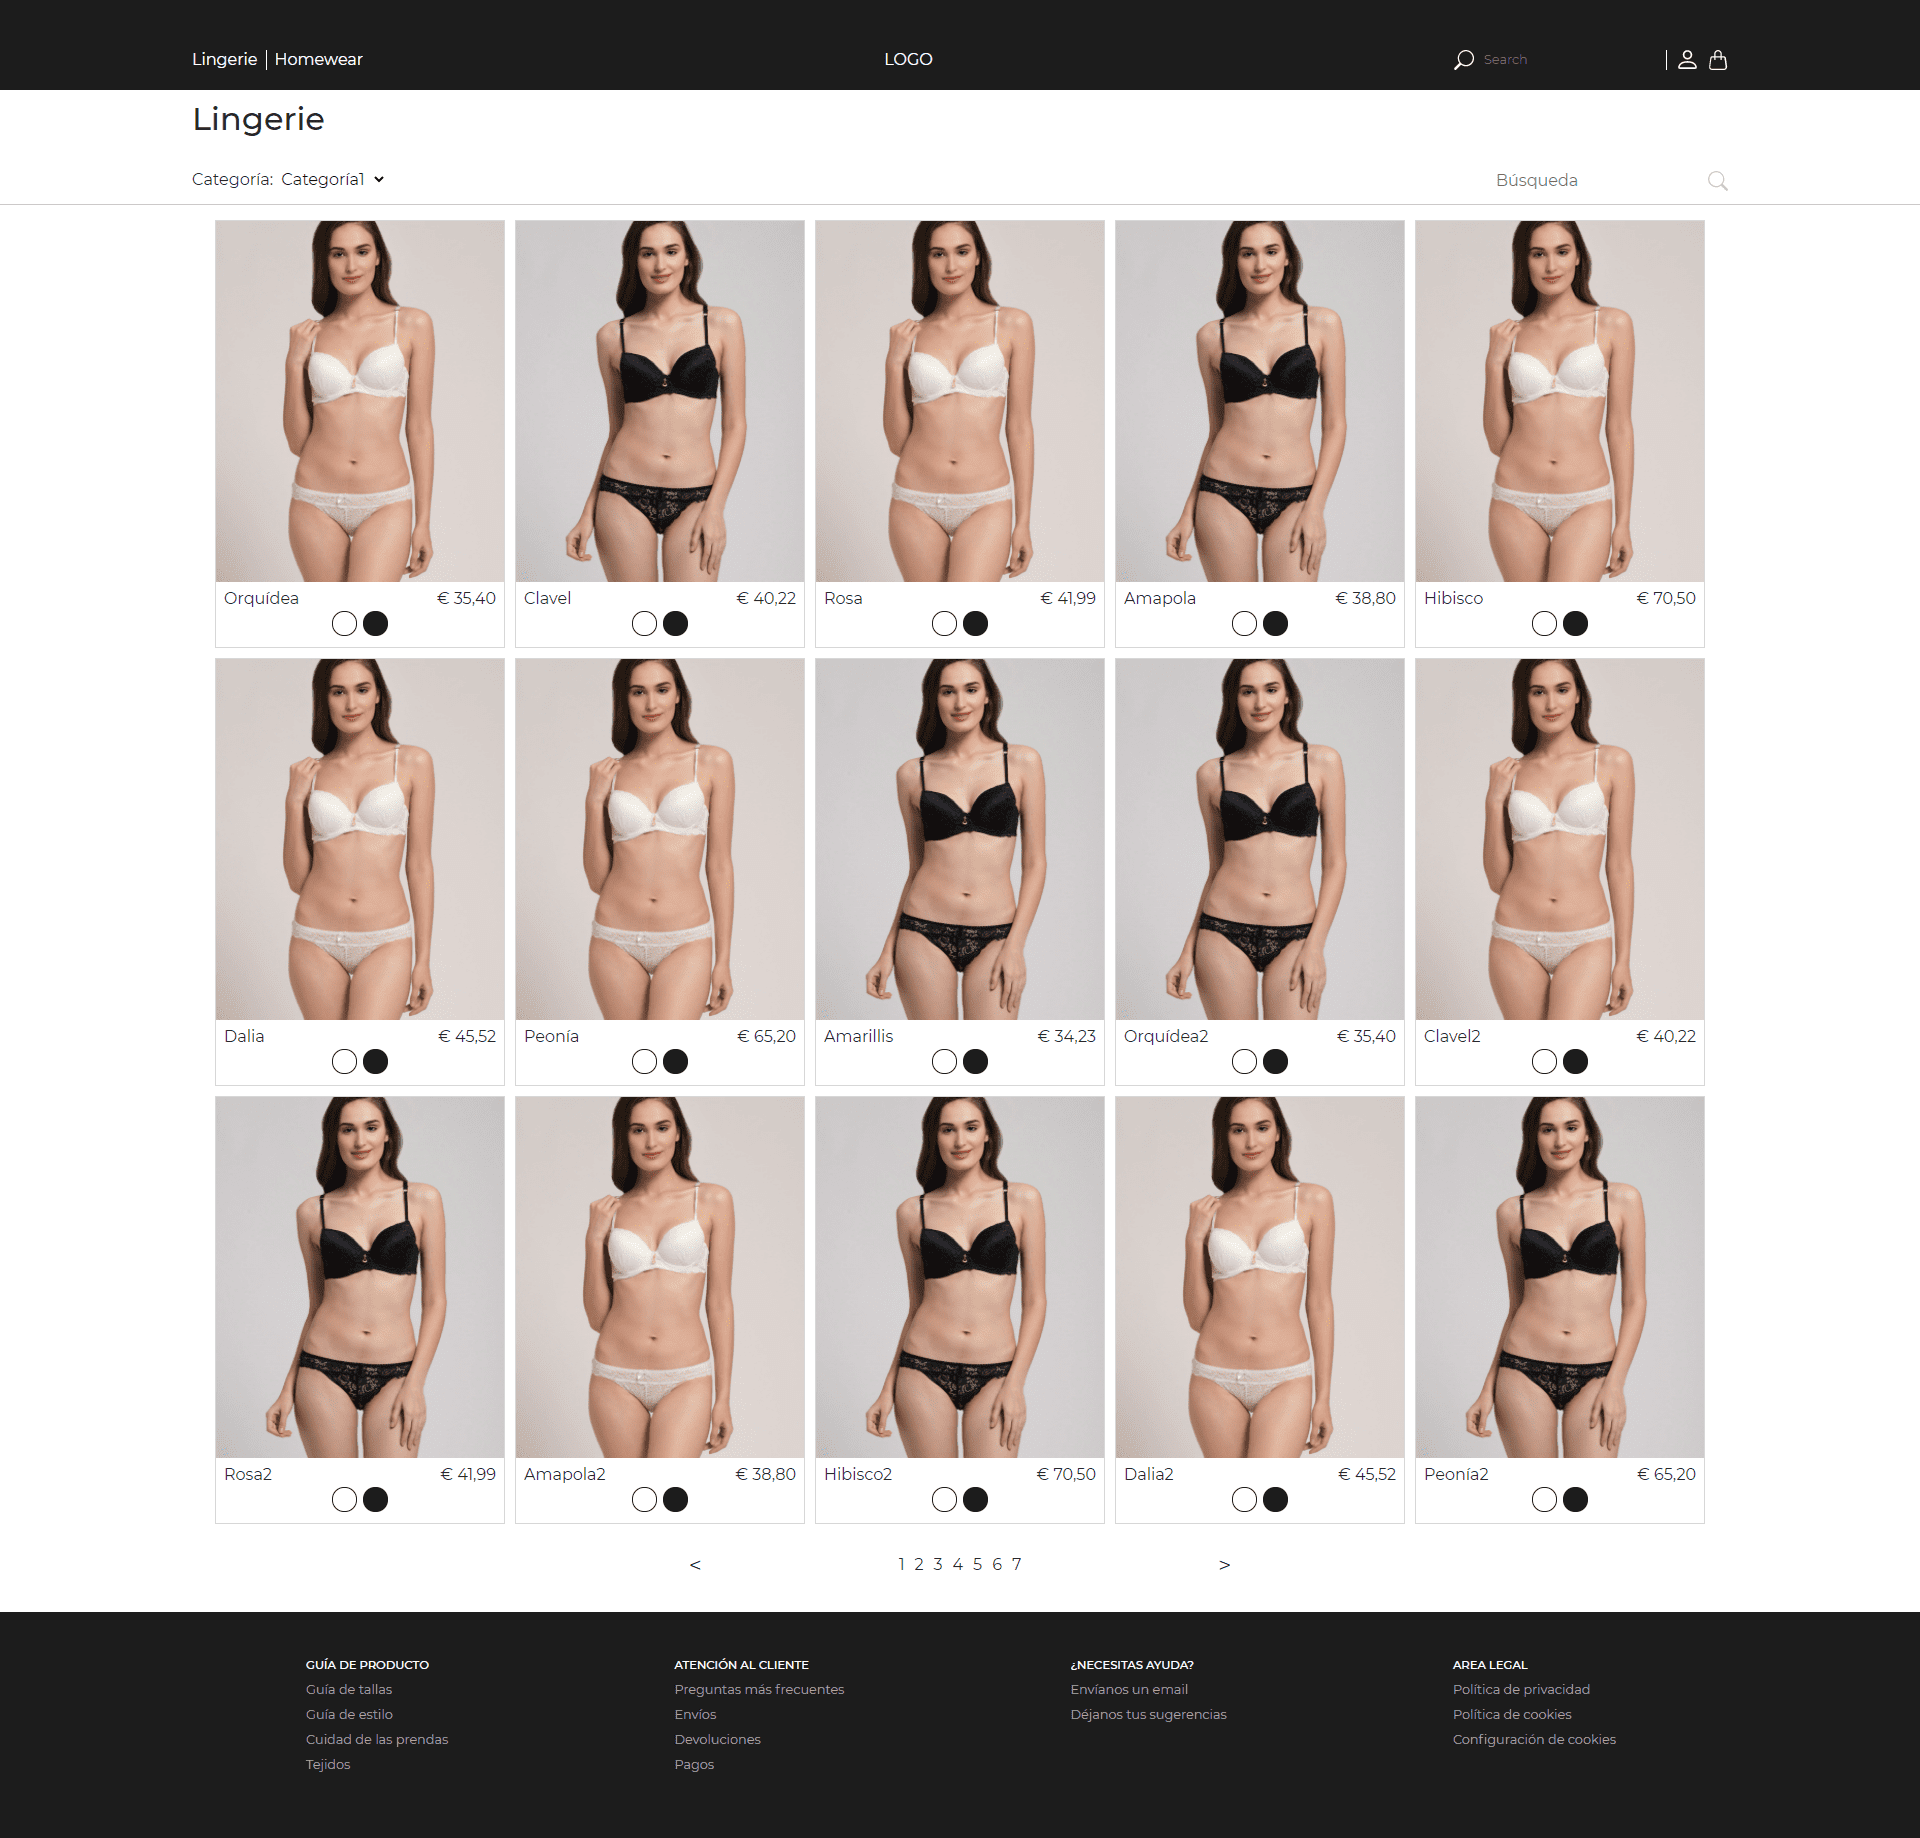 Lingerie | Homewear LOGO Search
Lingerie
Categoría: Categoría1 Búsqueda
Orquídea € 35,40 Clavel € 40,22 Rosa € 41,99 Amapola € 38,80 Hibisco € 70,50
Dalia € 45,52 Peonía € 65,20 Amarillis € 34,23 Orquídea2 € 35,40 Clavel2 € 40,22
Rosa2 € 41,99 Amapola2 € 38,80 Hibisco2 € 70,50 Dalia2 € 45,52 Peonía2 € 65,20
< 1 2 3 4 5 6 7 >
GUÍA DE PRODUCTO
Guía de tallas
Guía de estilo
Cuidad de las prendas
Tejidos
ATENCIÓN AL CLIENTE
Preguntas más frecuentes
Envíos
Devoluciones
Pagos
¿NECESITAS AYUDA?
Envíanos un email
Déjanos tus sugerencias
AREA LEGAL
Política de privacidad
Política de cookies
Configuración de cookies